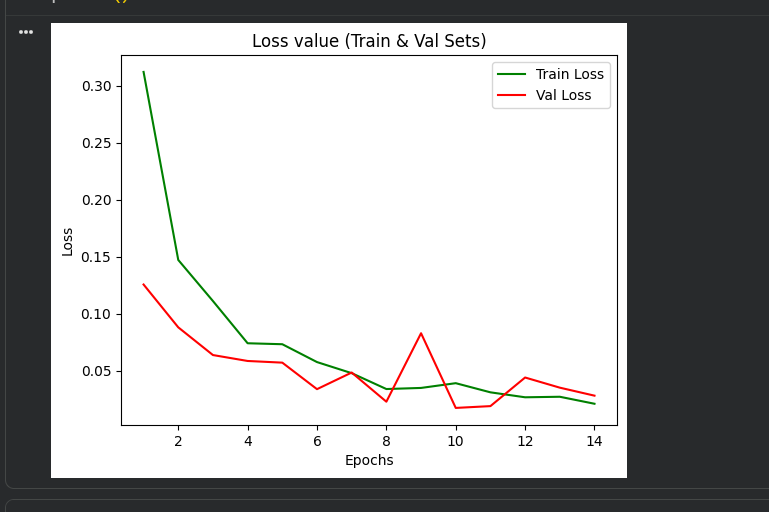 Loss value (Train & Val Sets)
Train Loss
Val Loss
0.30
0.25
0.20
0.15
0.10
0.05
Loss
2 4 6 8 10 12 14
Epochs